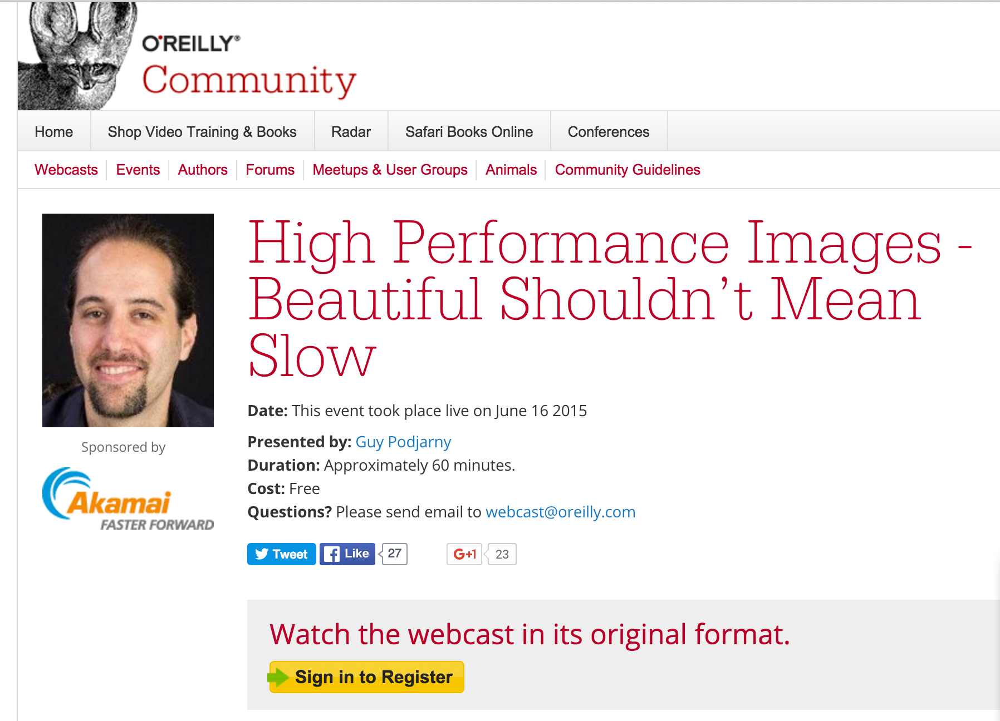 O'REILLY®
Community
Home Shop Video Training & Books Radar Safari Books Online Conferences
Webcasts Events Authors Forums Meetups & User Groups Animals Community Guidelines
High Performance Images -
Beautiful Shouldn’t Mean
Slow
Date: This event took place live on June 16 2015
Presented by: Guy Podjarny
Duration: Approximately 60 minutes.
Cost: Free
Questions? Please send email to webcast@oreilly.com
Sponsored by
Akamai
FASTER FORWARD
Tweet Like 27 G+1 23
Watch the webcast in its original format.
Sign in to Register